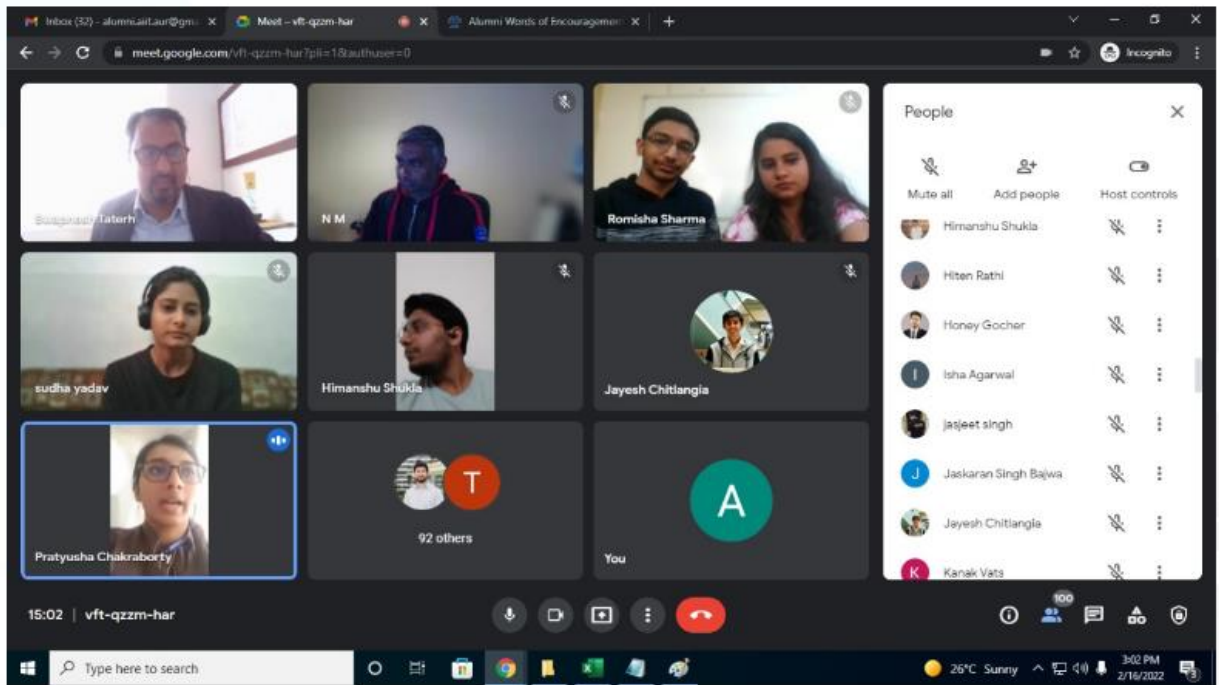 Inbox (32) - alumni.aiit.aur@gm
Meet – vft-qzzm-har
Alumni Words of Encouragemen
meet.google.com/vft-qzzm-har?pli=1&authuser=0
Incognito
Taterh
N M
Romisha Sharma
sudha yadav
Himanshu Shukla
Jayesh Chitlangia
Pratyusha Chakraborty
T
92 others
A
You
People
Mute all
Add people
Host controls
Himanshu Shukla
Hiten Rathi
Honey Gocher
I
Isha Agarwal
jasjeet singh
J
Jaskaran Singh Bajwa
Jayesh Chitlangia
K
Kanak Vats
15:02 | vft-qzzm-har
100
Type here to search
26°C Sunny
3:02 PM
2/16/2022
3